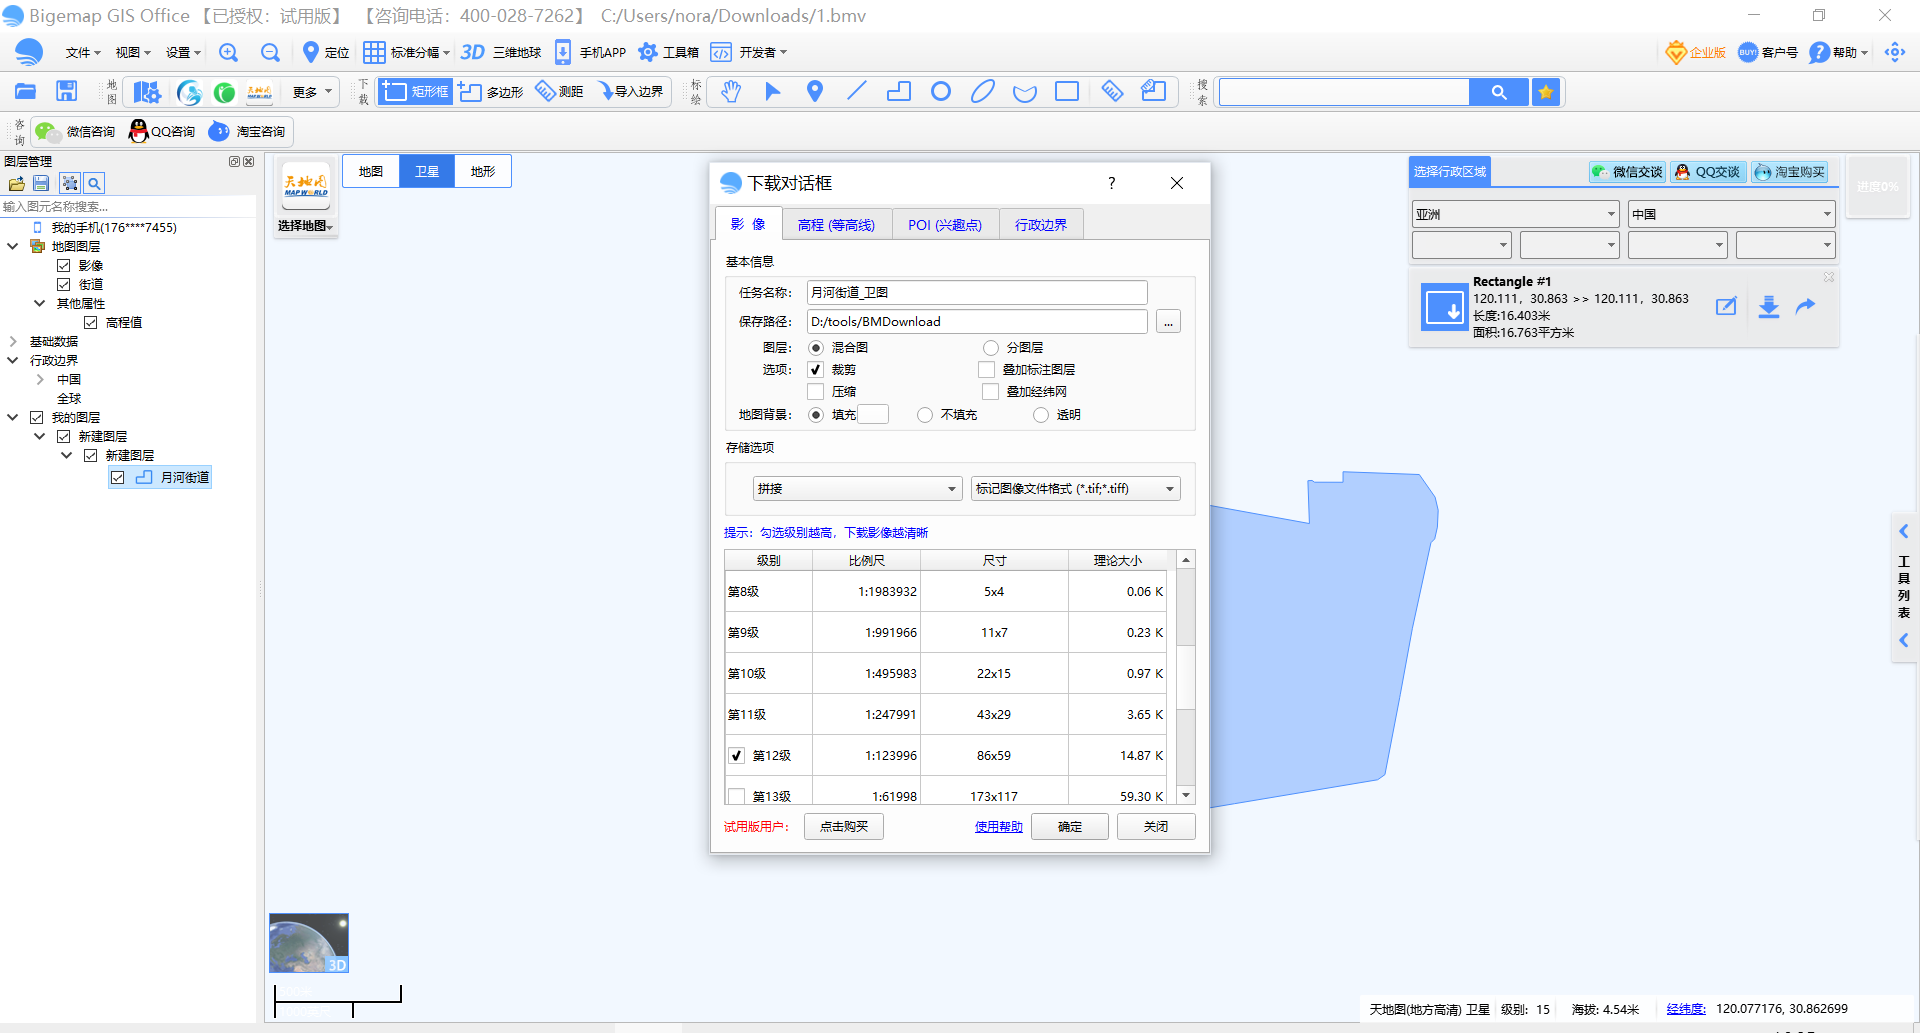 Bigemap GIS Office 【已授权：试用版】 【咨询电话：400-028-7262】 C:/Users/nora/Downloads/1.bmv
文件 视图 设置 定位 标准分幅 3D 三维地球 手机APP 工具箱 开发者 企业版 BUY! 客户号 帮助
地图 天地图 MAP WORLD 更多 下载 矩形框 多边形 测距 导入边界 标绘 搜索
咨询 微信咨询 QQ咨询 淘宝咨询
图层管理
输入图元名称搜索...
我的手机(176****7455)
地图图层
影像
街道
其他属性
高程值
基础数据
行政边界
中国
全球
我的图层
新建图层
新建图层
月河街道
天地图
MAP WORLD
选择地图
地图 卫星 地形
下载对话框 ?
影 像 高程 (等高线) POI (兴趣点) 行政边界
基本信息
任务名称: 月河街道_卫图
保存路径: D:/tools/BMDownload ...
图层: 混合图 分图层
选项: 裁剪 叠加标注图层
压缩 叠加经纬网
地图背景: 填充 不填充 透明
存储选项
拼接 标记图像文件格式 (*.tif;*.tiff)
提示：勾选级别越高，下载影像越清晰
级别 比例尺 尺寸 理论大小
第8级 1:1983932 5x4 0.06 K
第9级 1:991966 11x7 0.23 K
第10级 1:495983 22x15 0.97 K
第11级 1:247991 43x29 3.65 K
第12级 1:123996 86x59 14.87 K
第13级 1:61998 173x117 59.30 K
试用版用户： 点击购买 使用帮助 确定 关闭
选择行政区域 微信交谈 QQ交谈 淘宝购买
亚洲 中国
进度0%
Rectangle #1
120.111，30.863 >> 120.111，30.863
长度:16.403米
面积:16.763平方米
工具列表
3D
天地图(地方高清) 卫星 级别: 15 海拔: 4.54米 经纬度: 120.077176, 30.862699